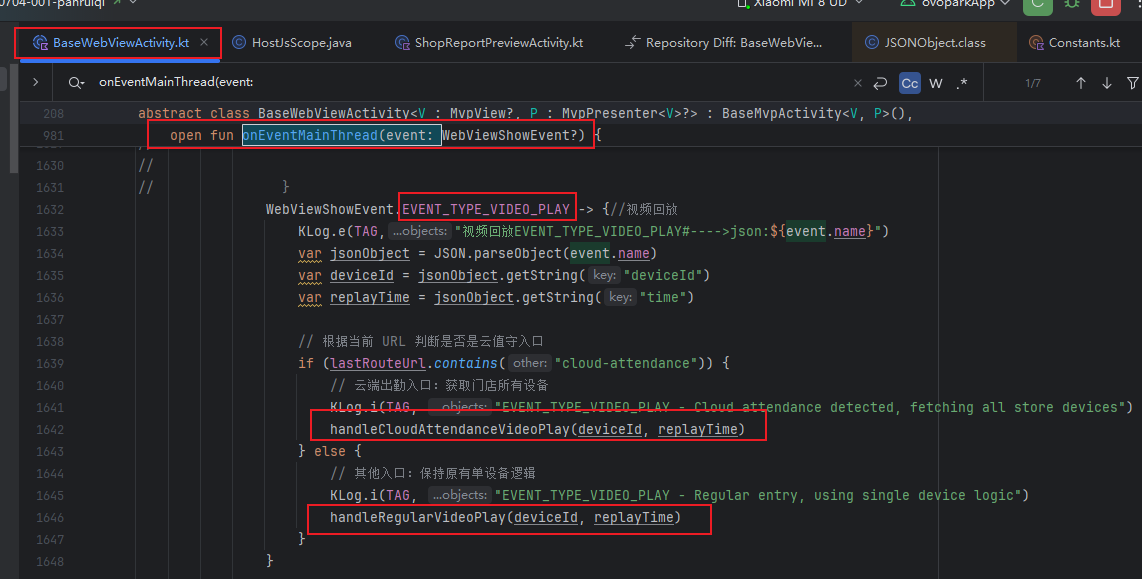 0704-001-panruiqi
Xiaomi MI 8 UD
ovoparkApp
BaseWebViewActivity.kt
HostJsScope.java
ShopReportPreviewActivity.kt
Repository Diff: BaseWebVie...
JSONObject.class
Constants.kt
onEventMainThread(event:
Cc W .*
1/7
208 abstract class BaseWebViewActivity<V : MvpView?, P : MvpPresenter<V>?> : BaseMvpActivity<V, P>(),
981 open fun onEventMainThread(event: WebViewShowEvent?) {
1630 //
1631 // }
1632 WebViewShowEvent.EVENT_TYPE_VIDEO_PLAY -> {//视频回放
1633 KLog.e(TAG, ...objects: "视频回放EVENT_TYPE_VIDEO_PLAY#---->json:${event.name}")
1634 var jsonObject = JSON.parseObject(event.name)
1635 var deviceId = jsonObject.getString( key: "deviceId")
1636 var replayTime = jsonObject.getString( key: "time")
1637
1638 // 根据当前 URL 判断是否是云值守入口
1639 if (lastRouteUrl.contains( other: "cloud-attendance")) {
1640 // 云端出勤入口：获取门店所有设备
1641 KLog.i(TAG, ...objects: "EVENT_TYPE_VIDEO_PLAY - Cloud attendance detected, fetching all store devices")
1642 handleCloudAttendanceVideoPlay(deviceId, replayTime)
1643 } else {
1644 // 其他入口：保持原有单设备逻辑
1645 KLog.i(TAG, ...objects: "EVENT_TYPE_VIDEO_PLAY - Regular entry, using single device logic")
1646 handleRegularVideoPlay(deviceId, replayTime)
1647 }
1648 }